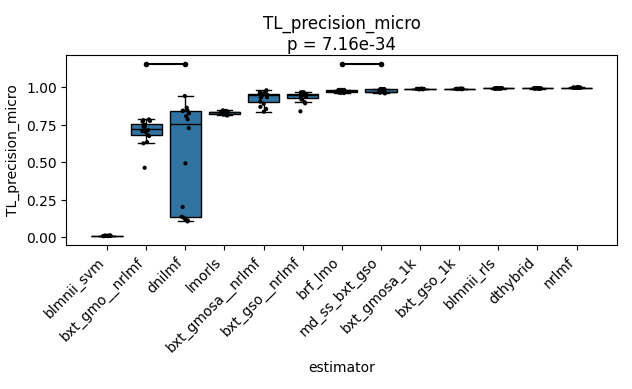 TL_precision_micro
p = 7.16e-34
TL_precision_micro
1.00
0.75
0.50
0.25
0.00
blmnii_svm
bxt_gmo__nrlmf
dnilmf
lmorls
bxt_gmosa__nrlmf
bxt_gso__nrlmf
brf_lmo
md_ss_bxt_gso
bxt_gmosa_1k
bxt_gso_1k
blmnii_rls
dthybrid
nrlmf
estimator